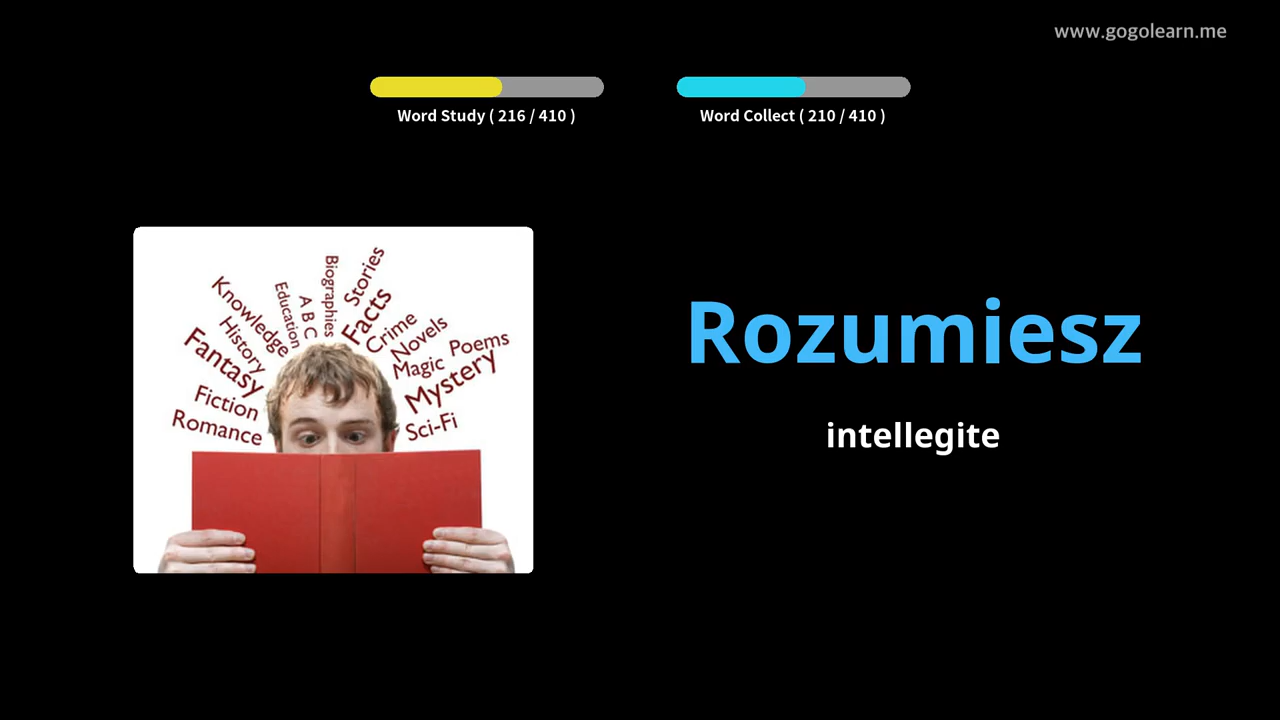 www.gogolearn.me
Word Study ( 216 / 410 )
Word Collect ( 210 / 410 )
Rozumiesz
intellegite
Knowledge
History
Fantasy
Fiction
Romance
Education
A B C
Biographies
Stories
Facts
Crime
Novels
Magic
Poems
Mystery
Sci-Fi